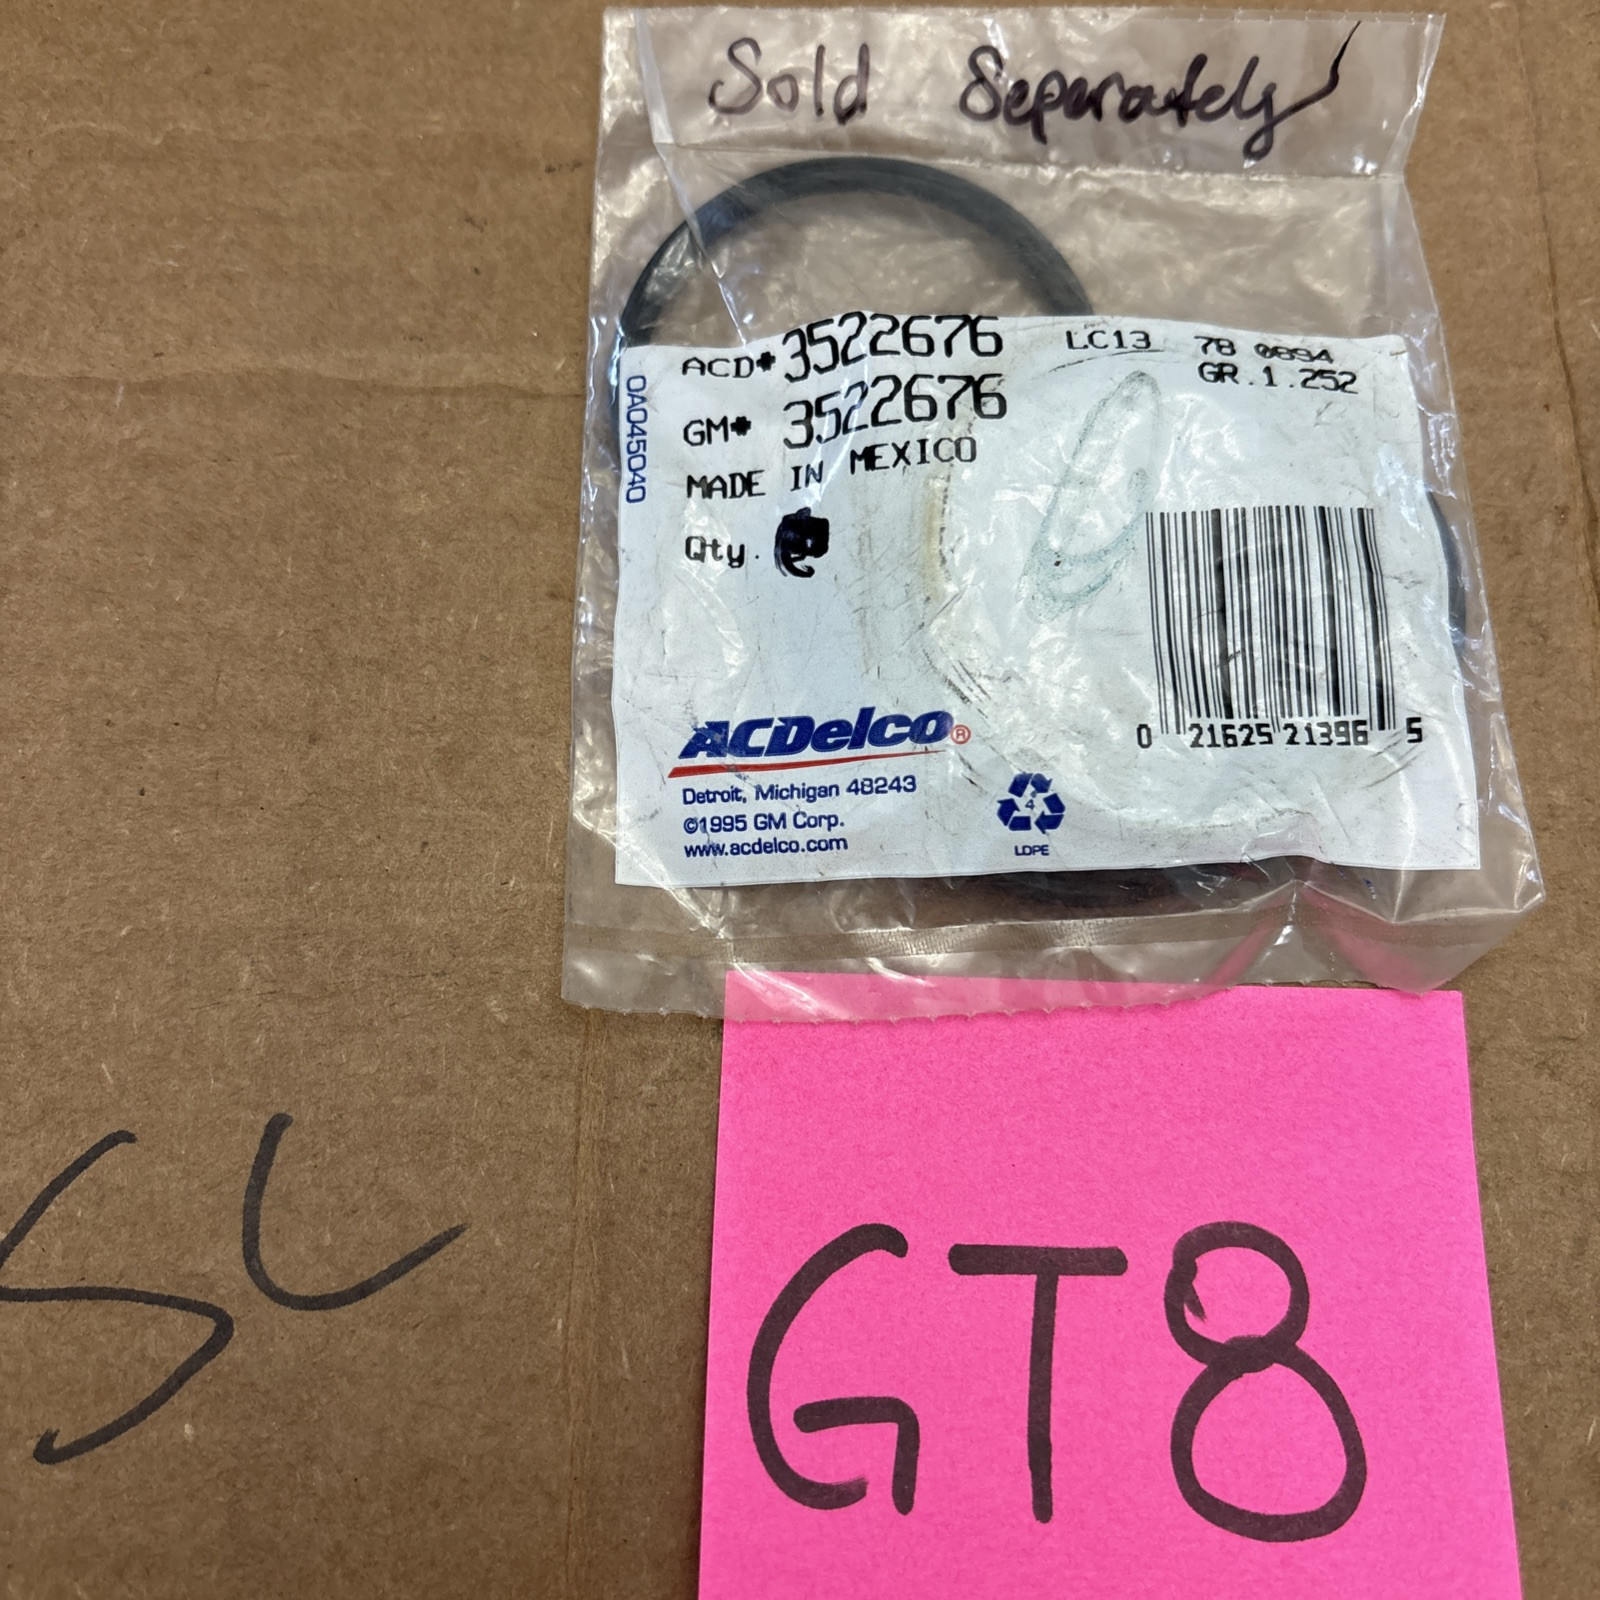 Sold Separately
ACD# 3522676
LC13
78 0894
GR.1.252
GM# 3522676
MADE IN MEXICO
Qty.
0A045040
0 21625 21396 5
ACDelco®
Detroit, Michigan 48243
©1995 GM Corp.
www.acdelco.com
4
LDPE
SL
GT8